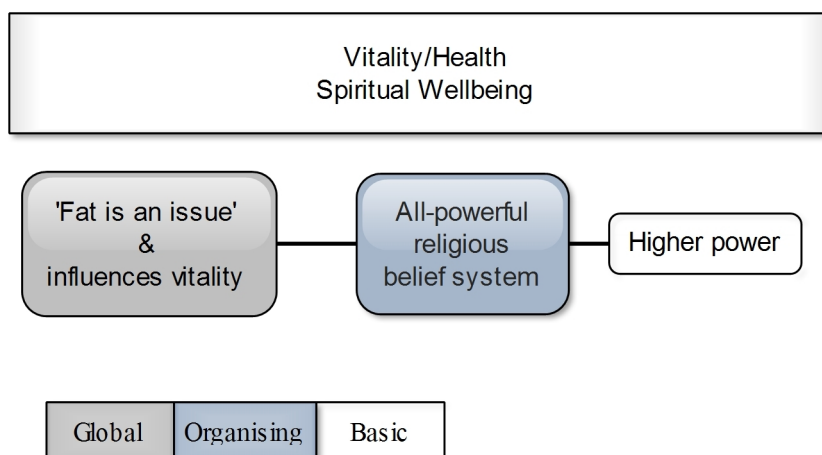 Vitality/Health
Spiritual Wellbeing
'Fat is an issue'
&
influences vitality
All-powerful
religious
belief system
Higher power
Global
Organising
Basic